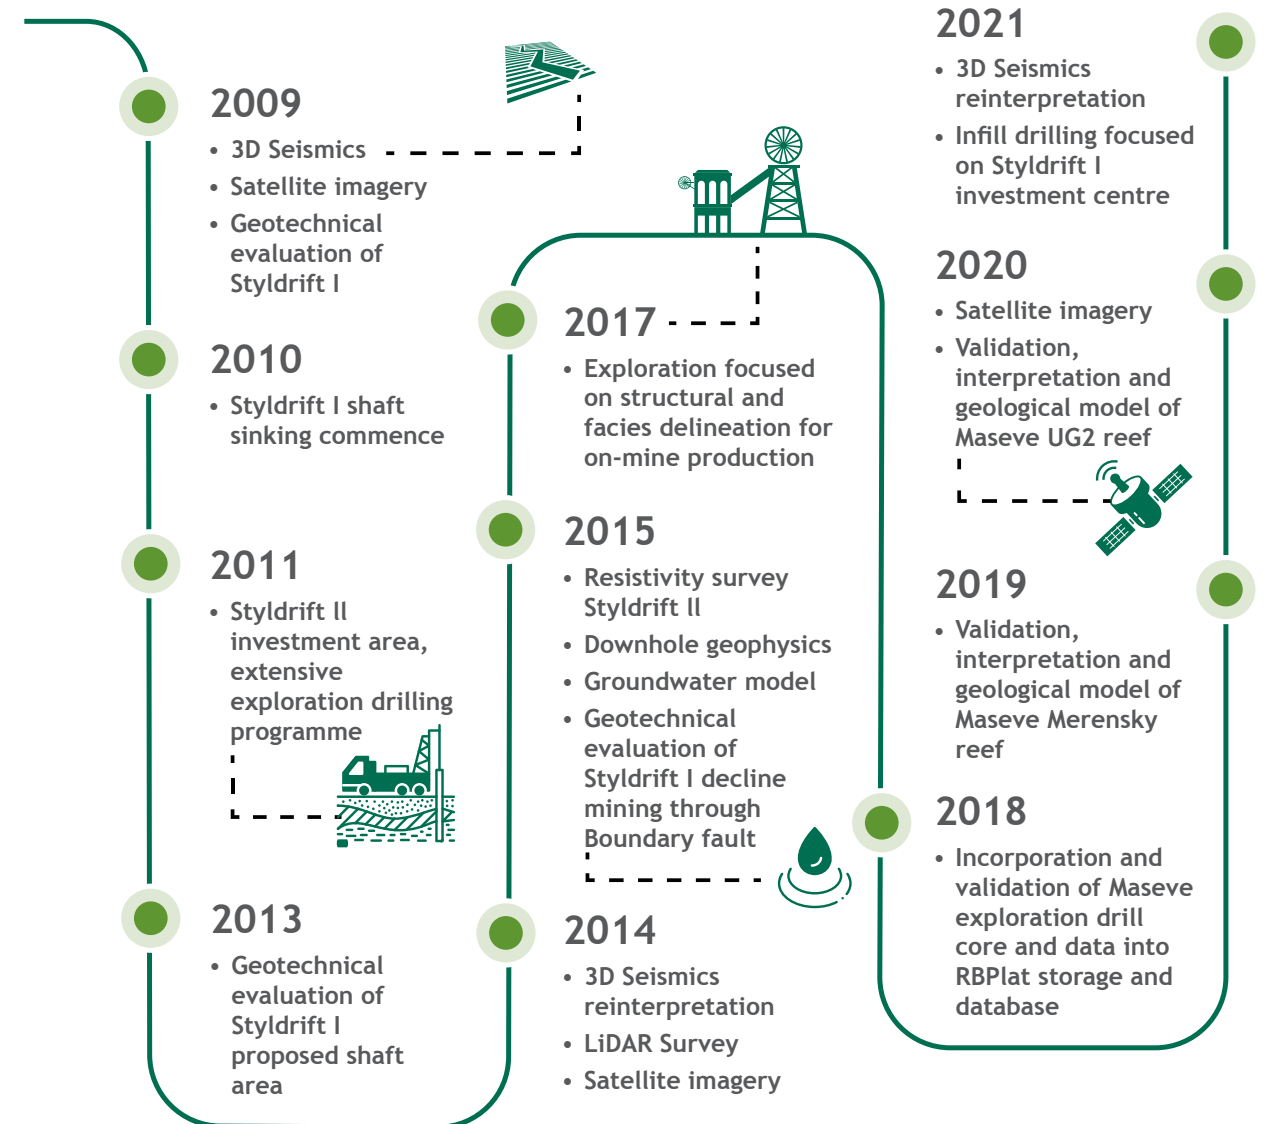 2009
• 3D Seismics
• Satellite imagery
• Geotechnical
evaluation of
Styldrift I
2010
• Styldrift I shaft
sinking commence
2011
• Styldrift ll
investment area,
extensive
exploration drilling
programme
2013
• Geotechnical
evaluation of
Styldrift I
proposed shaft
area
2014
• 3D Seismics
reinterpretation
• LiDAR Survey
• Satellite imagery
2015
• Resistivity survey
Styldrift ll
• Downhole geophysics
• Groundwater model
• Geotechnical
evaluation of
Styldrift I decline
mining through
Boundary fault
2017
• Exploration focused
on structural and
facies delineation for
on-mine production
2018
• Incorporation and
validation of Maseve
exploration drill
core and data into
RBPlat storage and
database
2019
• Validation,
interpretation and
geological model of
Maseve Merensky
reef
2020
• Satellite imagery
• Validation,
interpretation and
geological model of
Maseve UG2 reef
2021
• 3D Seismics
reinterpretation
• Infill drilling focused
on Styldrift I
investment centre